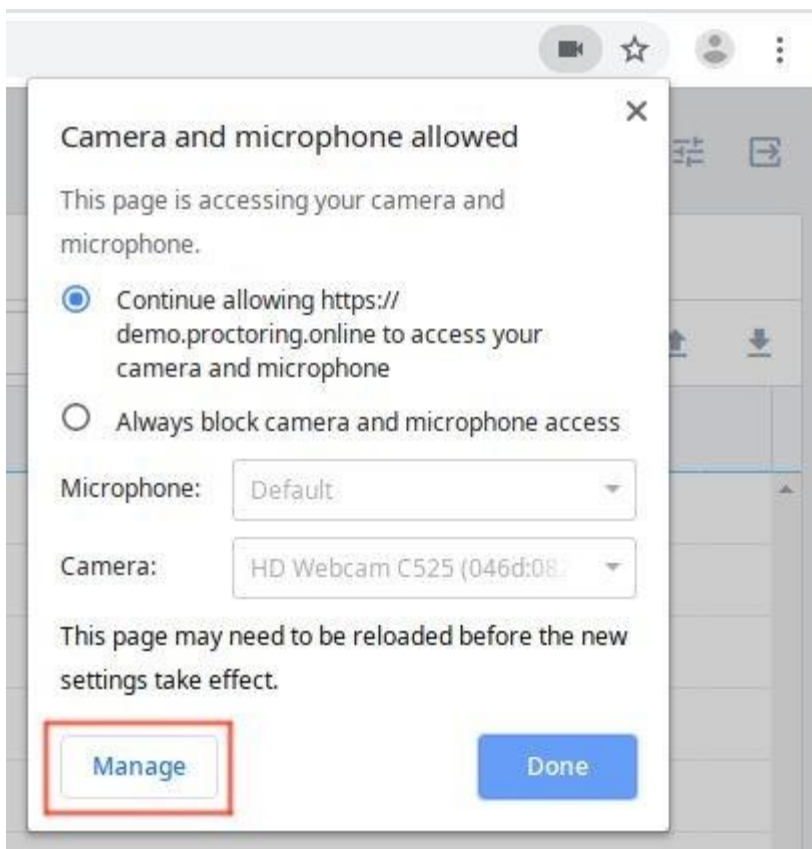 Camera and microphone allowed
This page is accessing your camera and
microphone.
Continue allowing https://
demo.proctoring.online to access your
camera and microphone
Always block camera and microphone access
Microphone:
Default
Camera:
HD Webcam C525 (046d:08
This page may need to be reloaded before the new
settings take effect.
Manage
Done